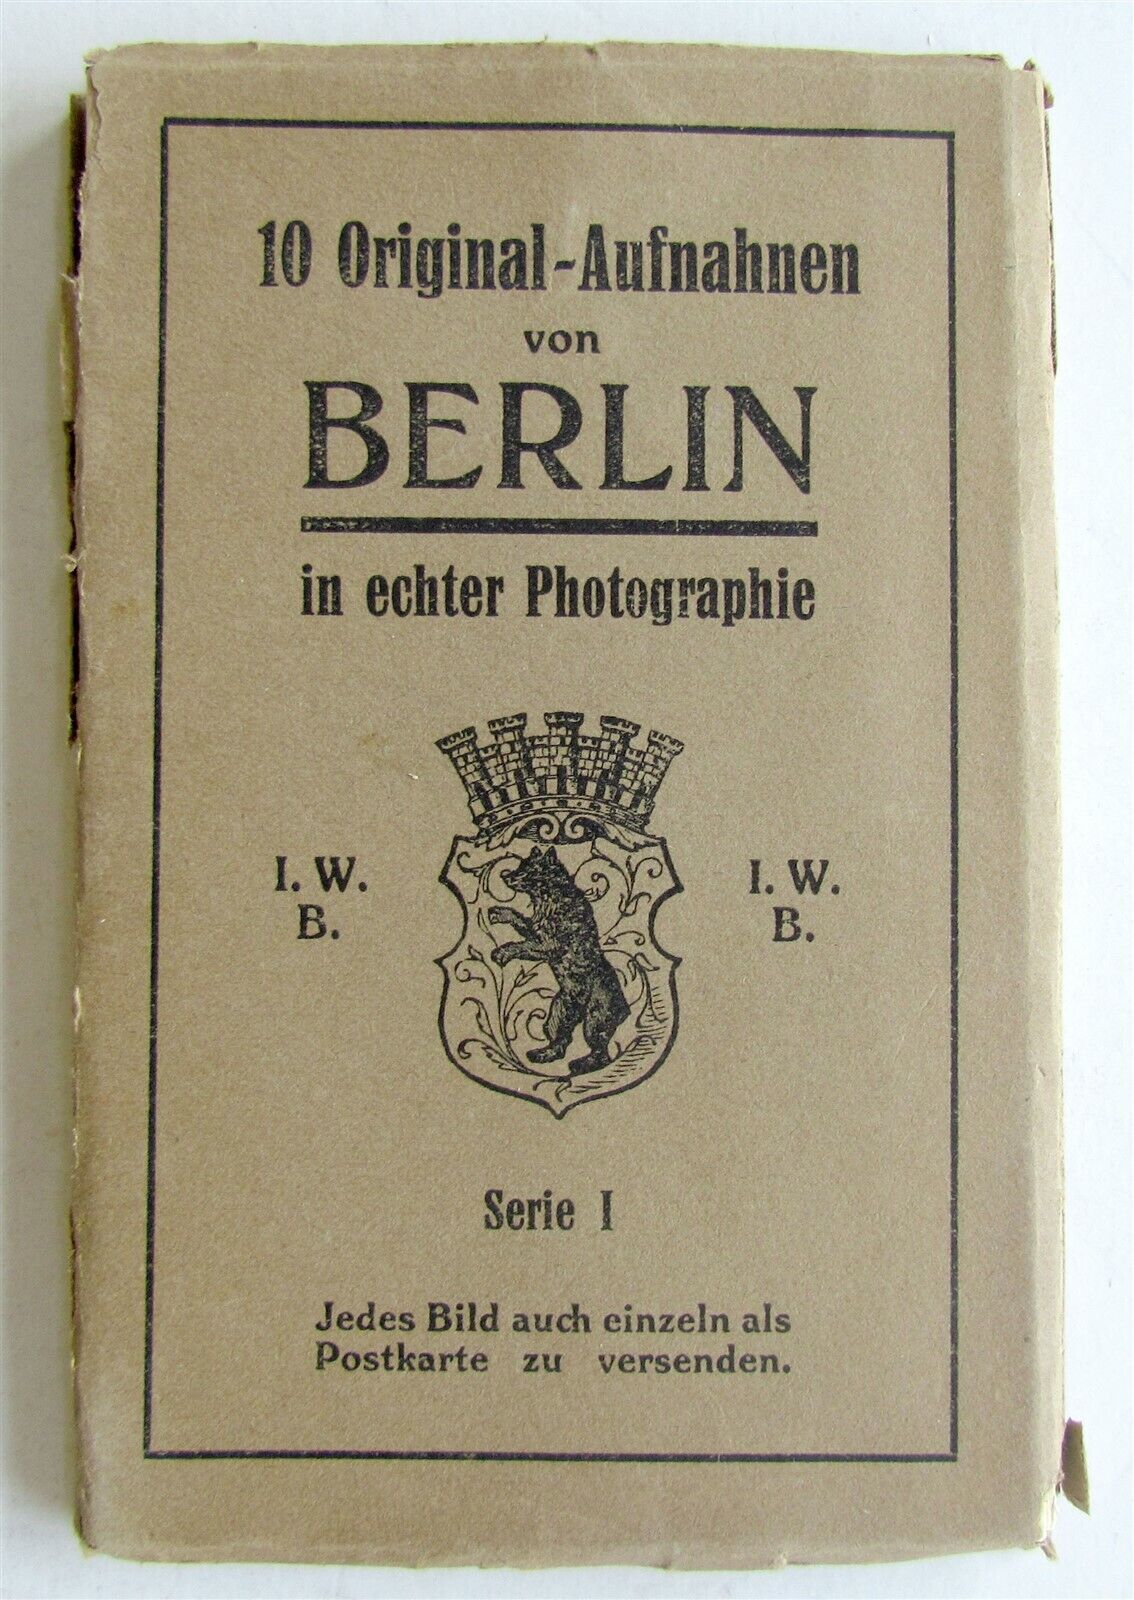 10 Original-Aufnahnen
von
BERLIN
in echter Photographie
I. W. I. W.
B. B.
Serie I
Jedes Bild auch einzeln als
Postkarte zu versenden.